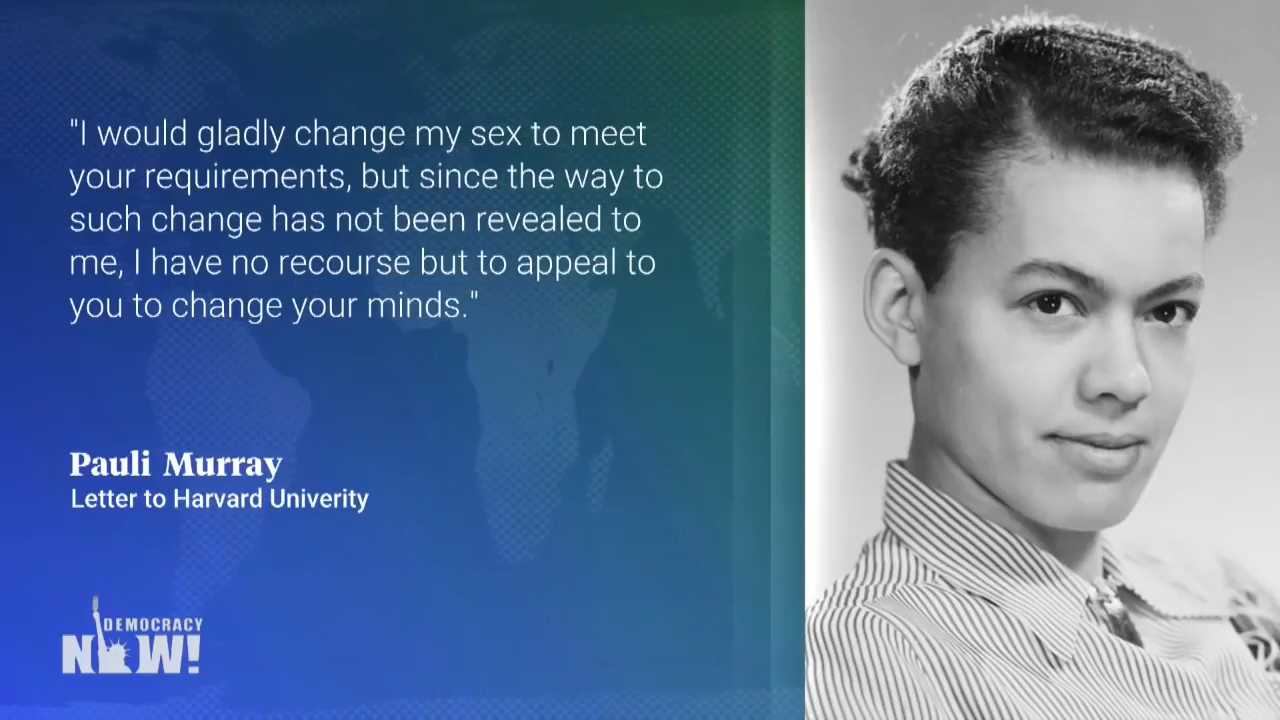 "I would gladly change my sex to meet
your requirements, but since the way to
such change has not been revealed to
me, I have no recourse but to appeal to
you to change your minds."
Pauli Murray
Letter to Harvard Univerity
DEMOCRACY
NOW!